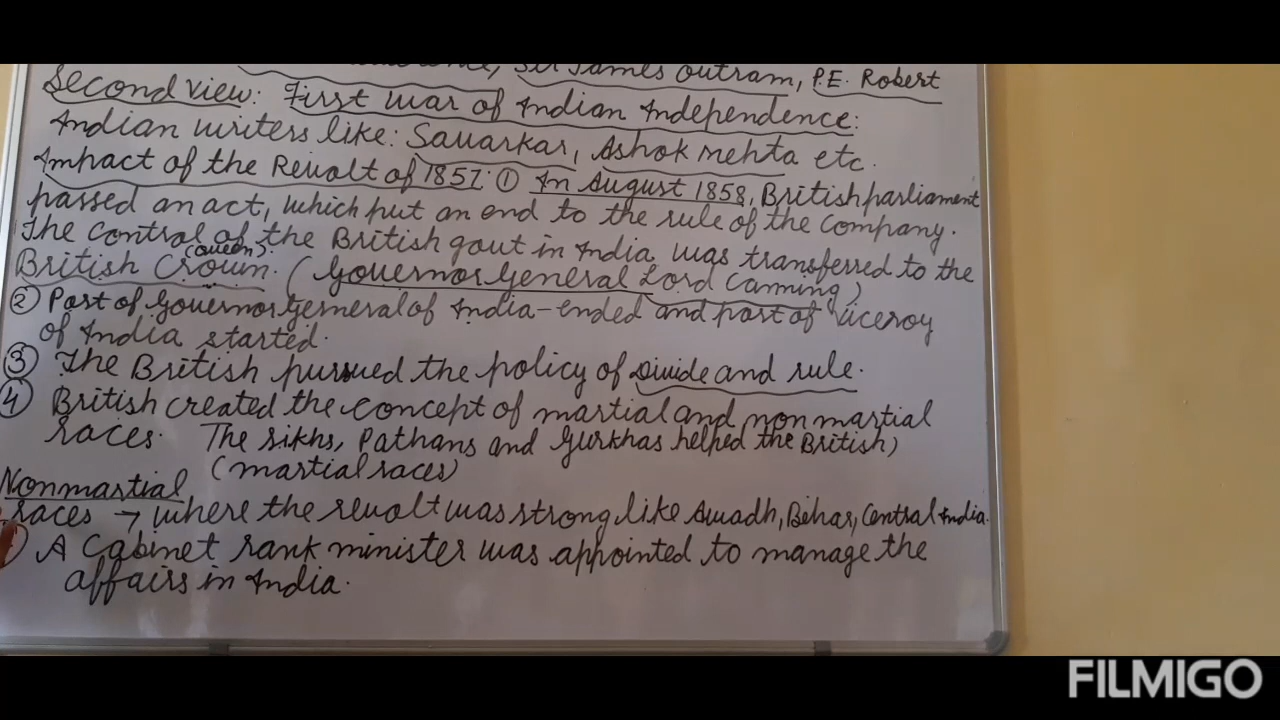 Sir James Outram, P.E. Robert
Second view: First war of Indian Independence:
Indian writers like: Savarkar, Ashok Mehta etc.
Impact of the Revolt of 1857: ① In August 1858, British parliament
passed an act, which put an end to the rule of the Company.
The Control of the British govt in India was transferred to the
(Queen)
British Crown. (Governor General Lord Canning)
② Post of Governor General of India-ended and post of viceroy
of India started.
③ The British pursued the policy of Divide and rule.
④ British created the concept of martial and non martial
races. The Sikhs, Pathans and Gurkhas helped the British)
(martial races)
Nonmartial
races → where the revolt was strong like Awadh, Bihar, Central India.
A Cabinet rank minister was appointed to manage the
affairs in India.
FILMIGO